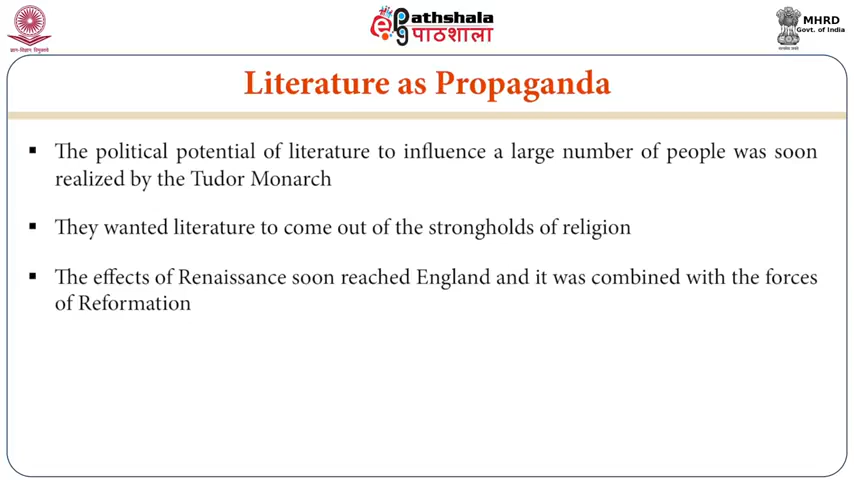 ePathshala
पाठशाला
MHRD
Govt. of India
Literature as Propaganda
▪ The political potential of literature to influence a large number of people was soon
realized by the Tudor Monarch
▪ They wanted literature to come out of the strongholds of religion
▪ The effects of Renaissance soon reached England and it was combined with the forces
of Reformation